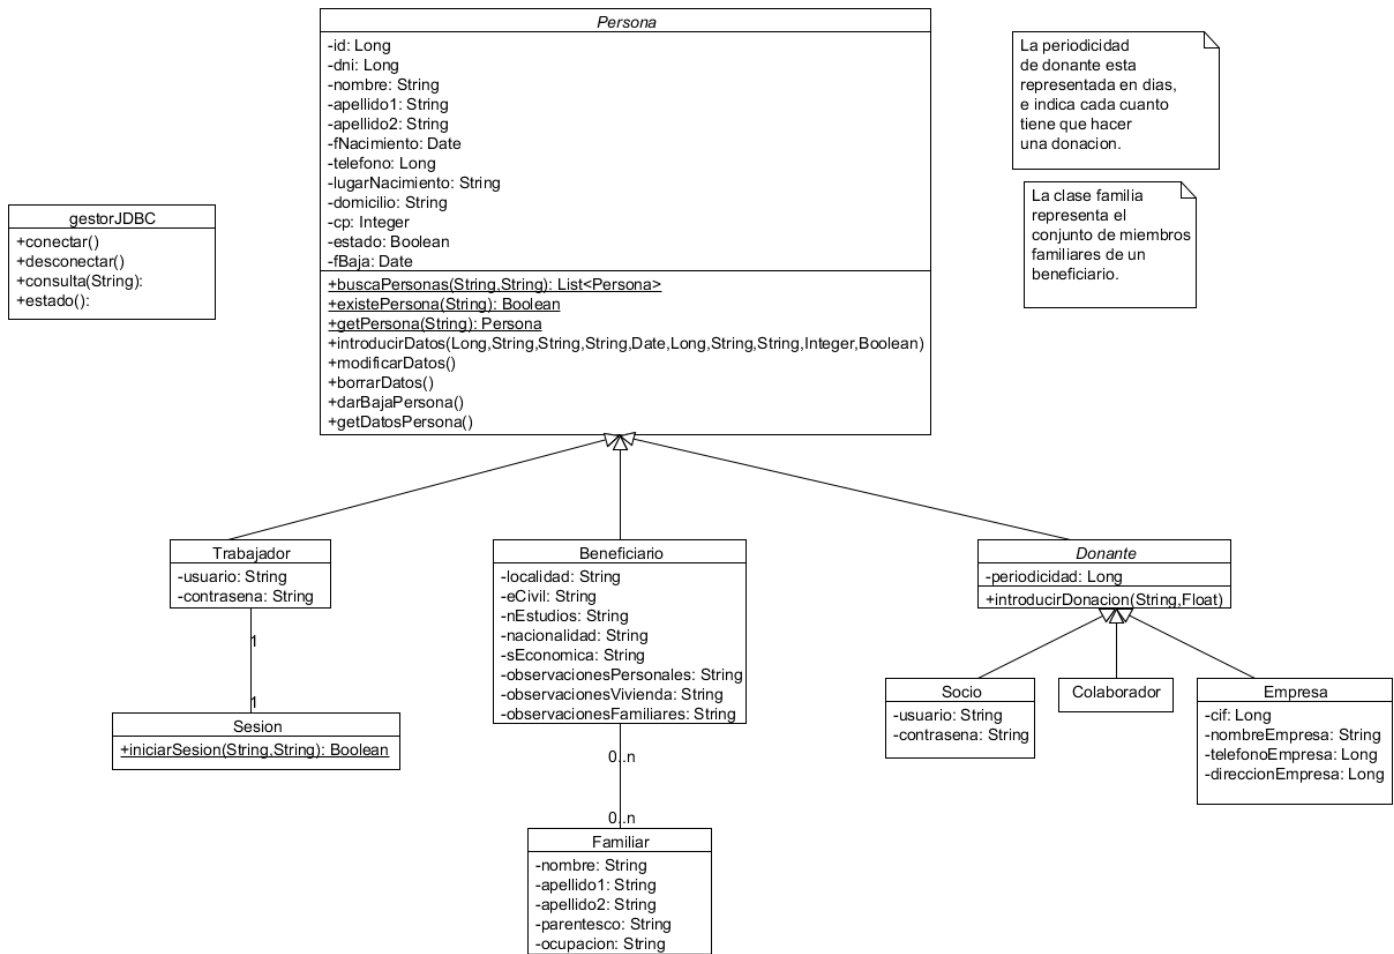 Persona
-id: Long
-dni: Long
-nombre: String
-apellido1: String
-apellido2: String
-fNacimiento: Date
-telefono: Long
-lugarNacimiento: String
-domicilio: String
-cp: Integer
-estado: Boolean
-fBaja: Date
+buscaPersonas(String,String): List<Persona>
+existePersona(String): Boolean
+getPersona(String): Persona
+introducirDatos(Long,String,String,String,Date,Long,String,String,Integer,Boolean)
+modificarDatos()
+borrarDatos()
+darBajaPersona()
+getDatosPersona()
La periodicidad
de donante esta
representada en dias,
e indica cada cuanto
tiene que hacer
una donacion.
La clase familia
representa el
conjunto de miembros
familiares de un
beneficiario.
gestorJDBC
+conectar()
+desconectar()
+consulta(String):
+estado():
Trabajador
-usuario: String
-contrasena: String
1
1
Sesion
+iniciarSesion(String,String): Boolean
Beneficiario
-localidad: String
-eCivil: String
-nEstudios: String
-nacionalidad: String
-sEconomica: String
-observacionesPersonales: String
-observacionesVivienda: String
-observacionesFamiliares: String
0..n
0..n
Familiar
-nombre: String
-apellido1: String
-apellido2: String
-parentesco: String
-ocupacion: String
Donante
-periodicidad: Long
+introducirDonacion(String,Float)
Socio
-usuario: String
-contrasena: String
Colaborador
Empresa
-cif: Long
-nombreEmpresa: String
-telefonoEmpresa: Long
-direccionEmpresa: Long